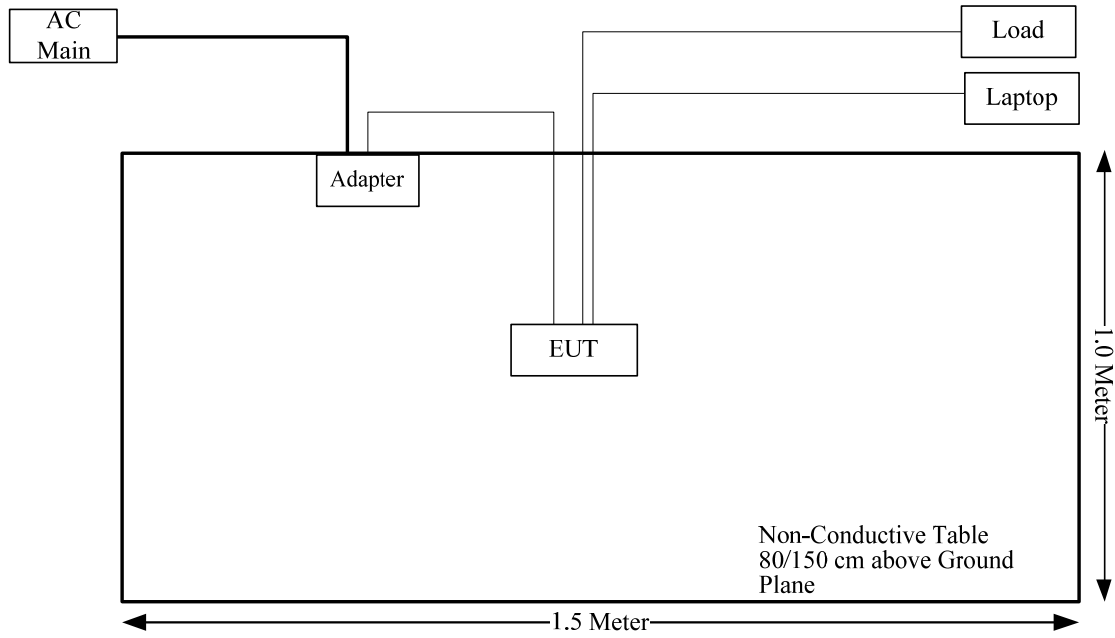 AC
Main
Load
Laptop
Adapter
EUT
1.0 Meter
Non-Conductive Table
80/150 cm above Ground
Plane
1.5 Meter